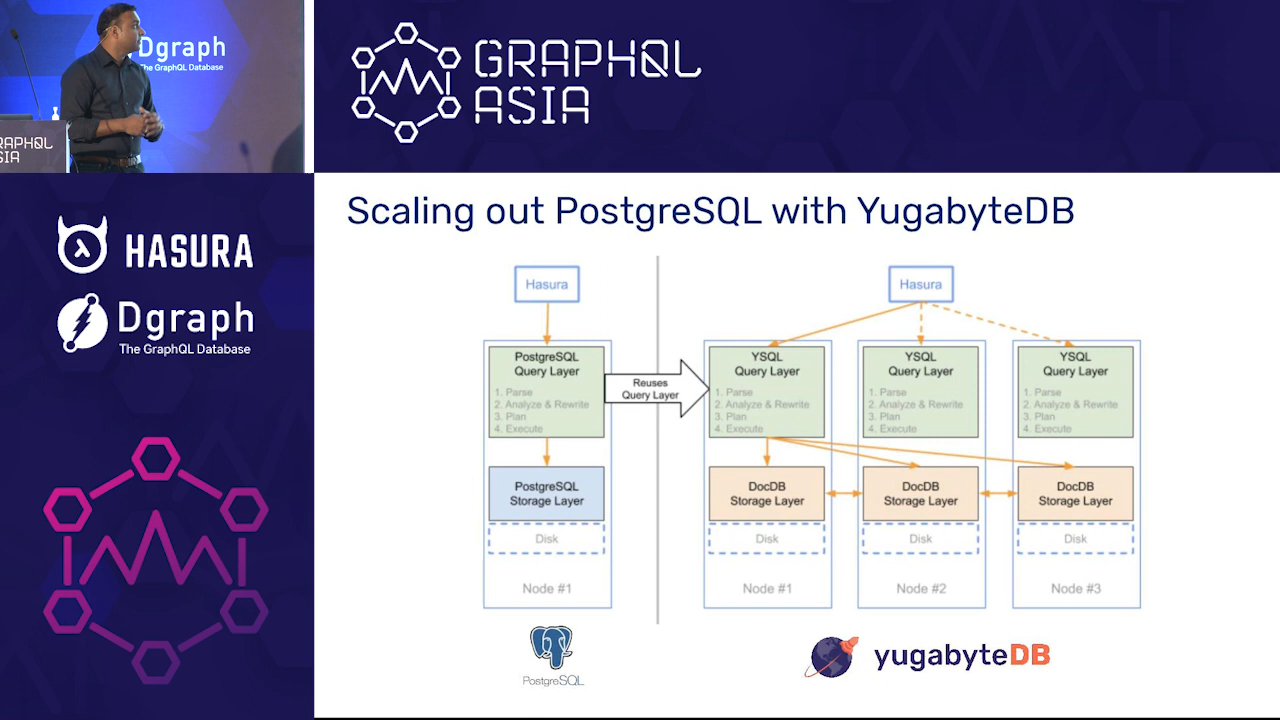 Dgraph
The GraphQL Database
RAPHQL
SIA
GRAPHQL
ASIA
HASURA
Dgraph
The GraphQL Database
Scaling out PostgreSQL with YugabyteDB
Hasura
PostgreSQL
Query Layer
1. Parse
2. Analyze & Rewrite
3. Plan
4. Execute
PostgreSQL
Storage Layer
Disk
Node #1
PostgreSQL
Reuses
Query Layer
Hasura
YSQL
Query Layer
1. Parse
2. Analyze & Rewrite
3. Plan
4. Execute
DocDB
Storage Layer
Disk
Node #1
YSQL
Query Layer
1. Parse
2. Analyze & Rewrite
3. Plan
4. Execute
DocDB
Storage Layer
Disk
Node #2
YSQL
Query Layer
1. Parse
2. Analyze & Rewrite
3. Plan
4. Execute
DocDB
Storage Layer
Disk
Node #3
yugabyteDB